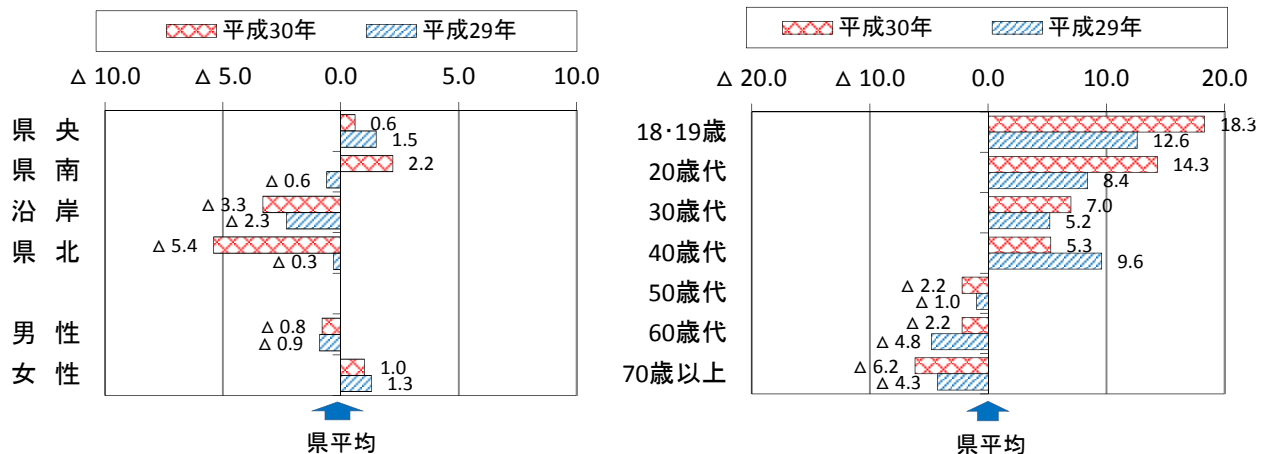 平成30年 平成29年
△ 10.0 △ 5.0 0.0 5.0 10.0
県 央 0.6
1.5
県 南 2.2
△ 0.6
沿 岸 △ 3.3
△ 2.3
県 北 △ 5.4
△ 0.3
男 性 △ 0.8
△ 0.9
女 性 1.0
1.3
県平均
平成30年 平成29年
△ 20.0 △ 10.0 0.0 10.0 20.0
18･19歳 18.3
12.6
20歳代 14.3
8.4
30歳代 7.0
5.2
40歳代 5.3
9.6
50歳代 △ 2.2
△ 1.0
60歳代 △ 2.2
△ 4.8
70歳以上 △ 6.2
△ 4.3
県平均